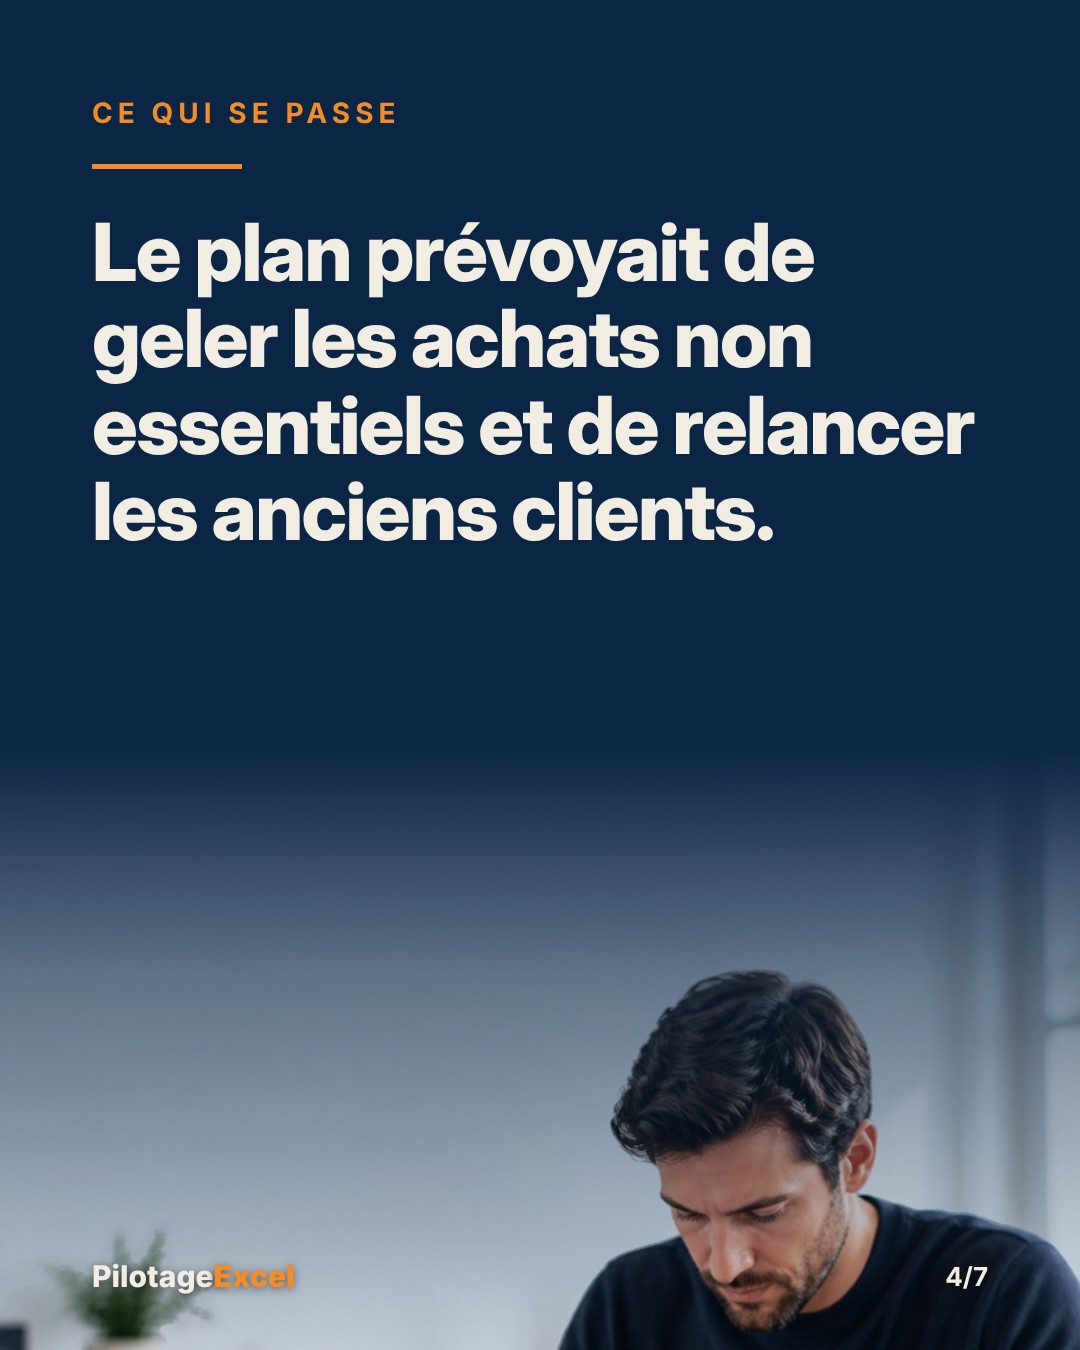 CE QUI SE PASSE
Le plan prévoyait de
geler les achats non
essentiels et de relancer
les anciens clients.
PilotageExcel
4/7